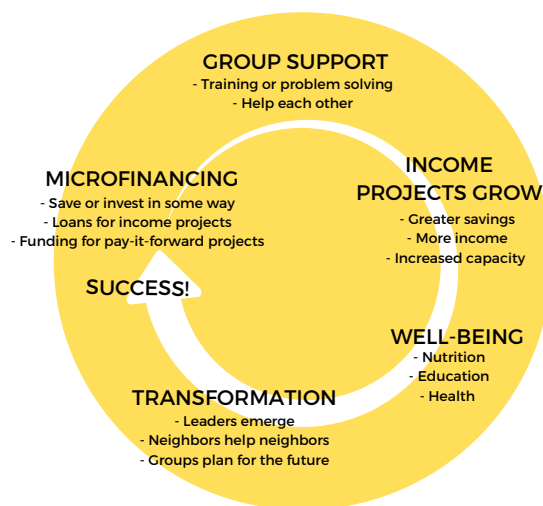 GROUP SUPPORT
- Training or problem solving
- Help each other
INCOME
PROJECTS GROW
- Greater savings
- More income
- Increased capacity
WELL-BEING
- Nutrition
- Education
- Health
TRANSFORMATION
- Leaders emerge
- Neighbors help neighbors
- Groups plan for the future
SUCCESS!
MICROFINANCING
- Save or invest in some way
- Loans for income projects
- Funding for pay-it-forward projects